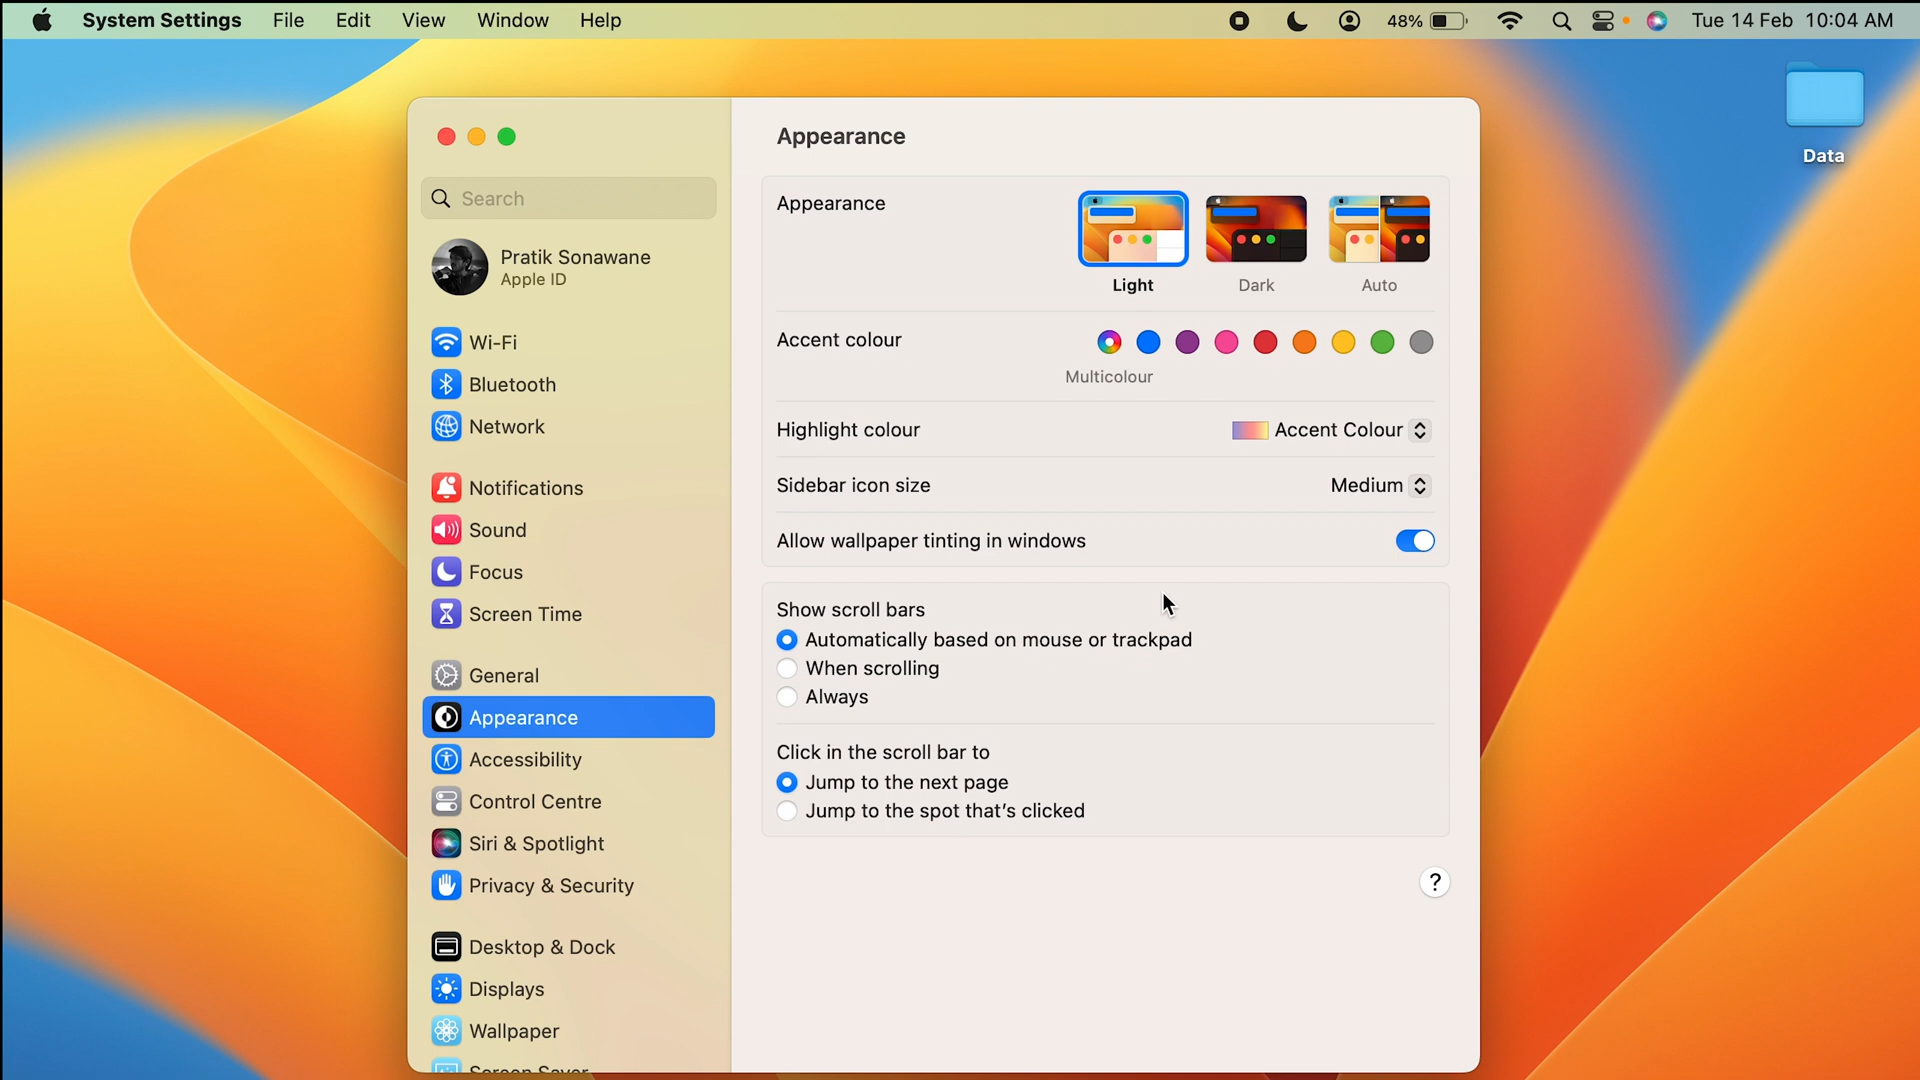 System Settings File Edit View Window Help 48% Tue 14 Feb 10:04 AM
Data
Search
Pratik Sonawane
Apple ID
Wi-Fi
Bluetooth
Network
Notifications
Sound
Focus
Screen Time
General
Appearance
Accessibility
Control Centre
Siri & Spotlight
Privacy & Security
Desktop & Dock
Displays
Wallpaper
Screen Saver
Appearance
Appearance
Light Dark Auto
Accent colour
Multicolour
Highlight colour Accent Colour
Sidebar icon size Medium
Allow wallpaper tinting in windows
Show scroll bars
Automatically based on mouse or trackpad
When scrolling
Always
Click in the scroll bar to
Jump to the next page
Jump to the spot that's clicked
?